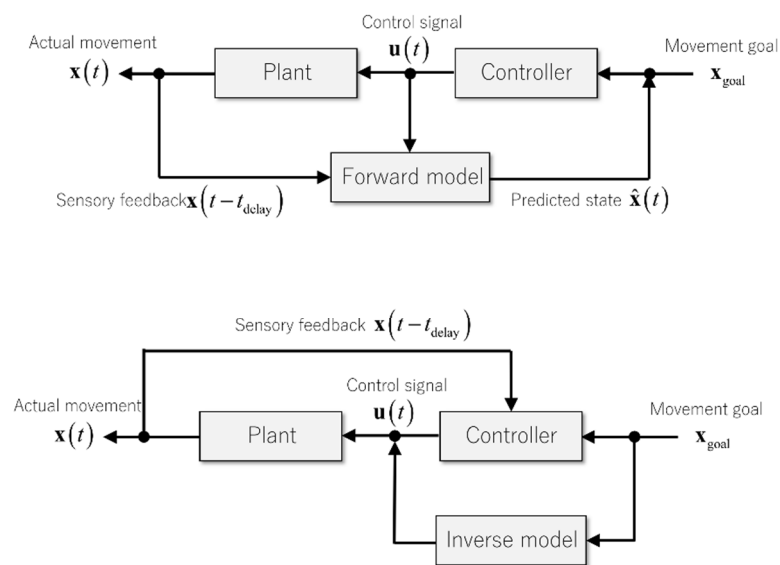 Control signal
Actual movement
u(t)
Movement goal
x(t)
Plant
Controller
x_goal
Forward model
Sensory feedback x(t − t_delay)
Predicted state x̂(t)
Sensory feedback x(t − t_delay)
Control signal
Actual movement
u(t)
Movement goal
x(t)
Plant
Controller
x_goal
Inverse model